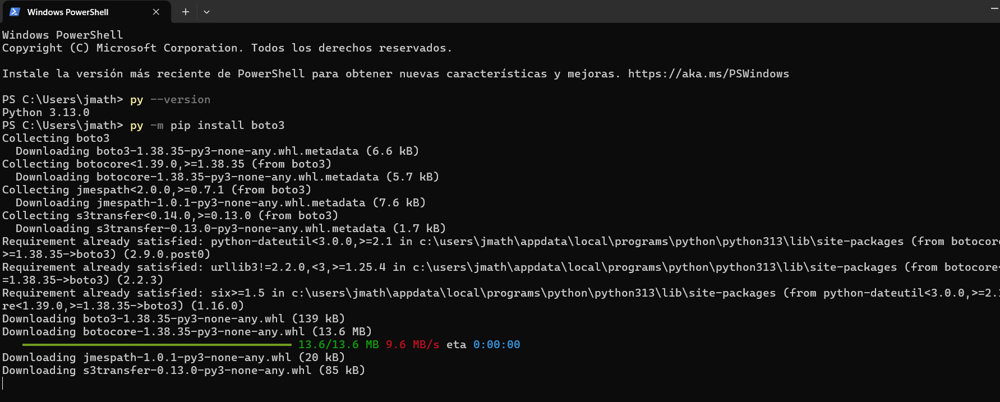 Windows PowerShell
Windows PowerShell
Copyright (C) Microsoft Corporation. Todos los derechos reservados.
Instale la versión más reciente de PowerShell para obtener nuevas características y mejoras. https://aka.ms/PSWindows
PS C:\Users\jmath> py --version
Python 3.13.0
PS C:\Users\jmath> py -m pip install boto3
Collecting boto3
  Downloading boto3-1.38.35-py3-none-any.whl.metadata (6.6 kB)
Collecting botocore<1.39.0,>=1.38.35 (from boto3)
  Downloading botocore-1.38.35-py3-none-any.whl.metadata (5.7 kB)
Collecting jmespath<2.0.0,>=0.7.1 (from boto3)
  Downloading jmespath-1.0.1-py3-none-any.whl.metadata (7.6 kB)
Collecting s3transfer<0.14.0,>=0.13.0 (from boto3)
  Downloading s3transfer-0.13.0-py3-none-any.whl.metadata (1.7 kB)
Requirement already satisfied: python-dateutil<3.0.0,>=2.1 in c:\users\jmath\appdata\local\programs\python\python313\lib\site-packages (from botocore
>=1.38.35->boto3) (2.9.0.post0)
Requirement already satisfied: urllib3!=2.2.0,<3,>=1.25.4 in c:\users\jmath\appdata\local\programs\python\python313\lib\site-packages (from botocore<
=1.38.35->boto3) (2.2.3)
Requirement already satisfied: six>=1.5 in c:\users\jmath\appdata\local\programs\python\python313\lib\site-packages (from python-dateutil<3.0.0,>=2.1
re<1.39.0,>=1.38.35->boto3) (1.16.0)
Downloading boto3-1.38.35-py3-none-any.whl (139 kB)
Downloading botocore-1.38.35-py3-none-any.whl (13.6 MB)
13.6/13.6 MB 9.6 MB/s eta 0:00:00
Downloading jmespath-1.0.1-py3-none-any.whl (20 kB)
Downloading s3transfer-0.13.0-py3-none-any.whl (85 kB)